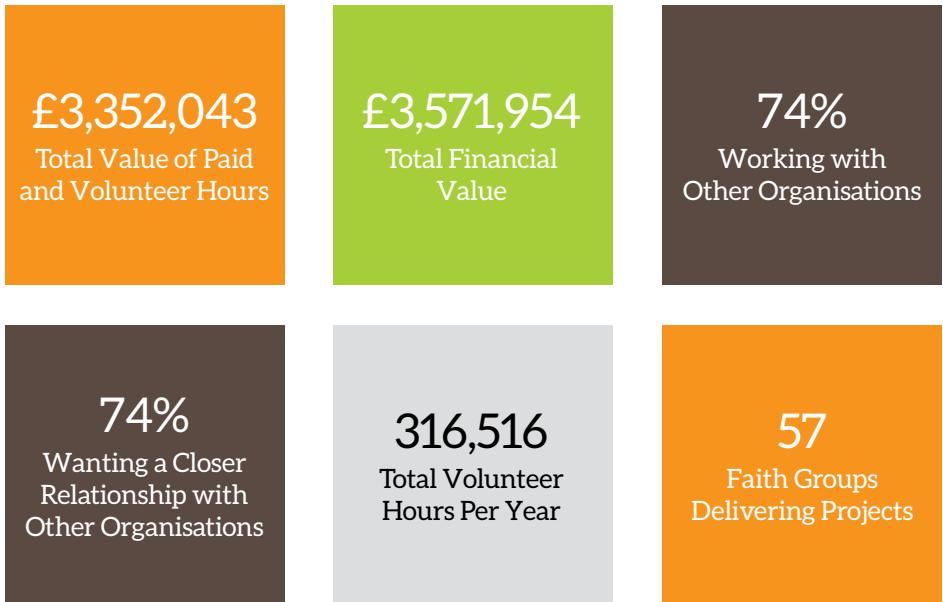 £3,352,043
Total Value of Paid
and Volunteer Hours
£3,571,954
Total Financial
Value
74%
Working with
Other Organisations
74%
Wanting a Closer
Relationship with
Other Organisations
316,516
Total Volunteer
Hours Per Year
57
Faith Groups
Delivering Projects